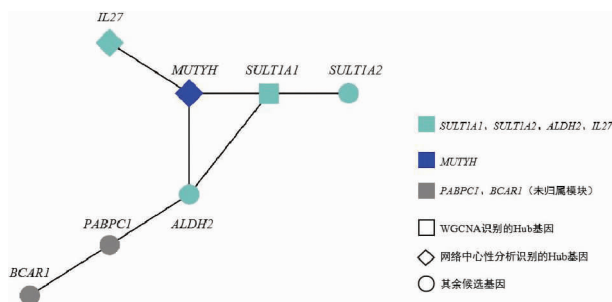 IL27
MUTYH
SULT1A1
SULT1A2
SULT1A1、SULT1A2、ALDH2、IL27
MUTYH
PABPC1、BCAR1（未归属模块）
PABPC1
ALDH2
WGCNA识别的Hub基因
网络中心性分析识别的Hub基因
BCAR1
其余候选基因